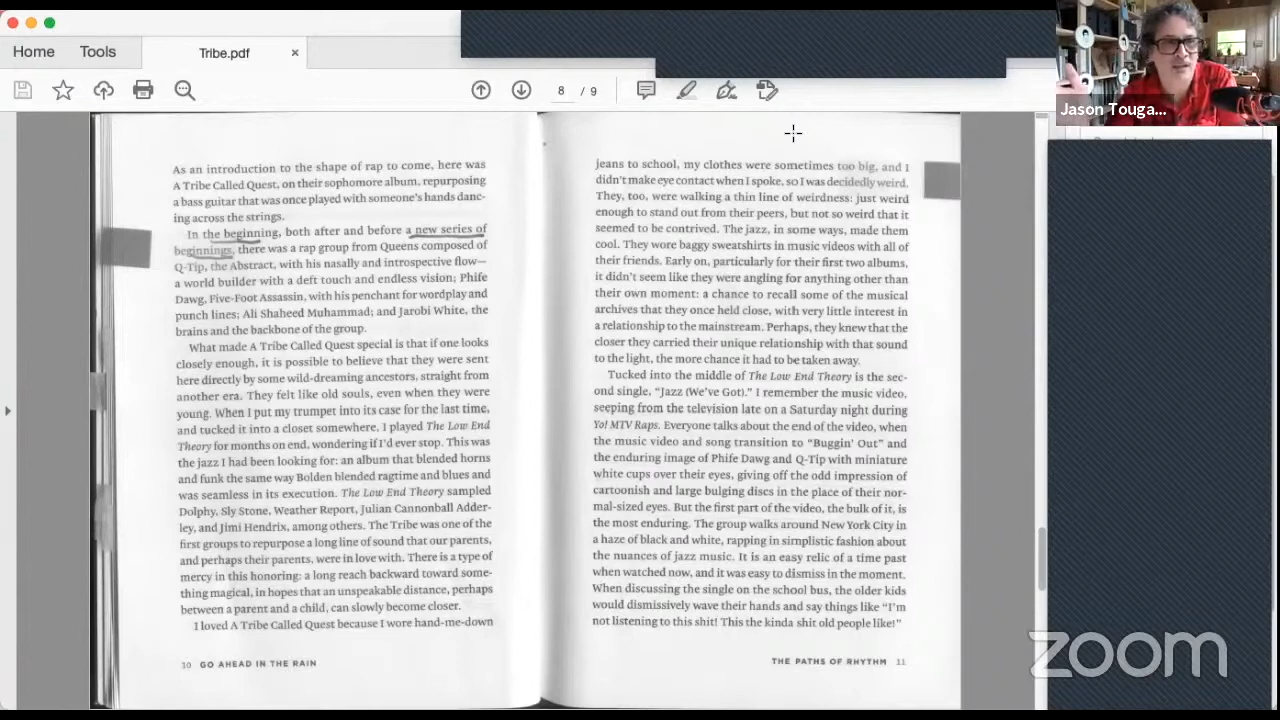 Home Tools Tribe.pdf ×
8 / 9
Jason Touga...
As an introduction to the shape of rap to come, here was
A Tribe Called Quest, on their sophomore album, repurposing
a bass guitar that was once played with someone's hands danc-
ing across the strings.
In the beginning, both after and before a new series of
beginnings, there was a rap group from Queens composed of
Q-Tip, the Abstract, with his nasally and introspective flow—
a world builder with a deft touch and endless vision; Phife
Dawg, Five-Foot Assassin, with his penchant for wordplay and
punch lines; Ali Shaheed Muhammad; and Jarobi White, the
brains and the backbone of the group.
What made A Tribe Called Quest special is that if one looks
closely enough, it is possible to believe that they were sent
here directly by some wild-dreaming ancestors, straight from
another era. They felt like old souls, even when they were
young. When I put my trumpet into its case for the last time,
and tucked it into a closet somewhere, I played The Low End
Theory for months on end, wondering if I'd ever stop. This was
the jazz I had been looking for: an album that blended horns
and funk the same way Bolden blended ragtime and blues and
was seamless in its execution. The Low End Theory sampled
Dolphy, Sly Stone, Weather Report, Julian Cannonball Adder-
ley, and Jimi Hendrix, among others. The Tribe was one of the
first groups to repurpose a long line of sound that our parents,
and perhaps their parents, were in love with. There is a type of
mercy in this honoring: a long reach backward toward some-
thing magical, in hopes that an unspeakable distance, perhaps
between a parent and a child, can slowly become closer.
I loved A Tribe Called Quest because I wore hand-me-down
10 GO AHEAD IN THE RAIN
jeans to school, my clothes were sometimes too big, and I
didn't make eye contact when I spoke, so I was decidedly weird.
They, too, were walking a thin line of weirdness: just weird
enough to stand out from their peers, but not so weird that it
seemed to be contrived. The jazz, in some ways, made them
cool. They wore baggy sweatshirts in music videos with all of
their friends. Early on, particularly for their first two albums,
it didn't seem like they were angling for anything other than
their own moment: a chance to recall some of the musical
archives that they once held close, with very little interest in
a relationship to the mainstream. Perhaps, they knew that the
closer they carried their unique relationship with that sound
to the light, the more chance it had to be taken away.
Tucked into the middle of The Low End Theory is the sec-
ond single, "Jazz (We've Got)." I remember the music video,
seeping from the television late on a Saturday night during
Yo! MTV Raps. Everyone talks about the end of the video, when
the music video and song transition to "Buggin' Out" and
the enduring image of Phife Dawg and Q-Tip with miniature
white cups over their eyes, giving off the odd impression of
cartoonish and large bulging discs in the place of their nor-
mal-sized eyes. But the first part of the video, the bulk of it, is
the most enduring. The group walks around New York City in
a haze of black and white, rapping in simplistic fashion about
the nuances of jazz music. It is an easy relic of a time past
when watched now, and it was easy to dismiss in the moment.
When discussing the single on the school bus, the older kids
would dismissively wave their hands and say things like "I'm
not listening to this shit! This the kinda shit old people like!"
THE PATHS OF RHYTHM 11
zoom